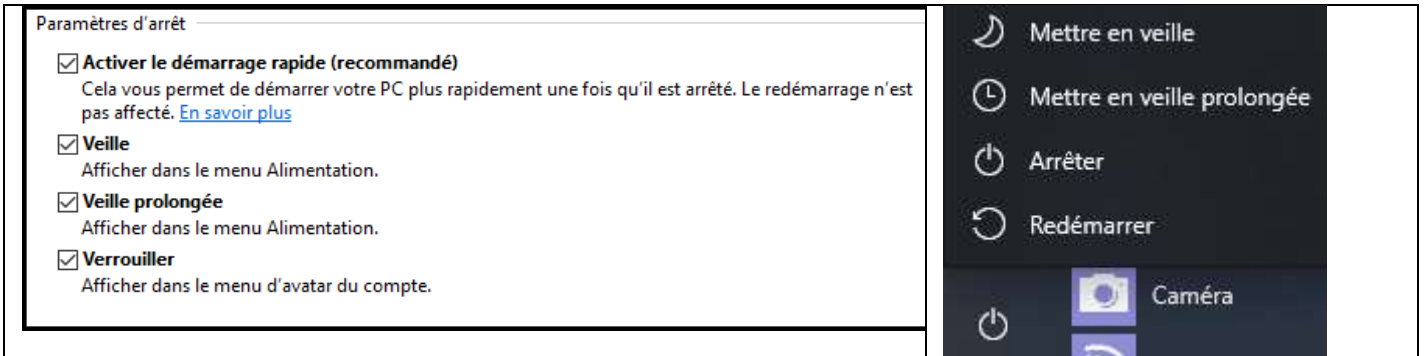 Paramètres d'arrêt
Activer le démarrage rapide (recommandé)
Cela vous permet de démarrer votre PC plus rapidement une fois qu'il est arrêté. Le redémarrage n'est
pas affecté. En savoir plus
Veille
Afficher dans le menu Alimentation.
Veille prolongée
Afficher dans le menu Alimentation.
Verrouiller
Afficher dans le menu d'avatar du compte.
Mettre en veille
Mettre en veille prolongée
Arrêter
Redémarrer
Caméra